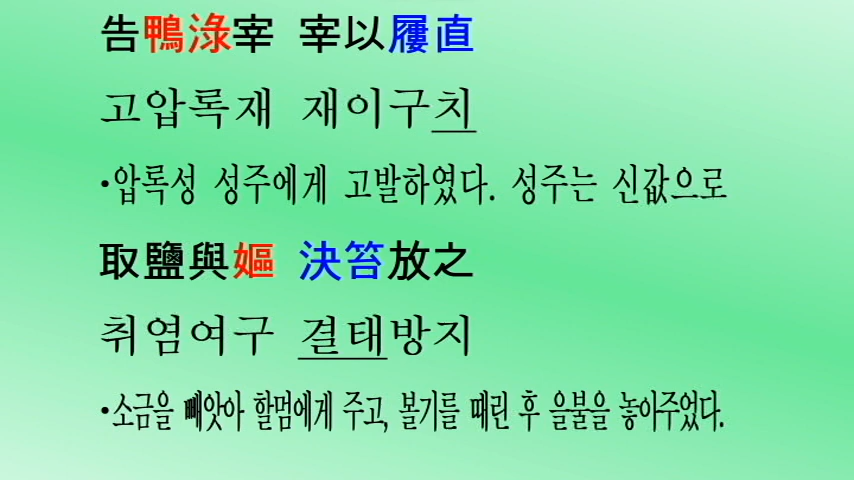 告鴨淥宰 宰以屨直
고압록재 재이구치
•압록성 성주에게 고발하였다. 성주는 신값으로
取鹽與嫗 決笞放之
취염여구 결태방지
•소금을 빼앗아 할멈에게 주고, 볼기를 때린 후 을불을 놓아주었다.